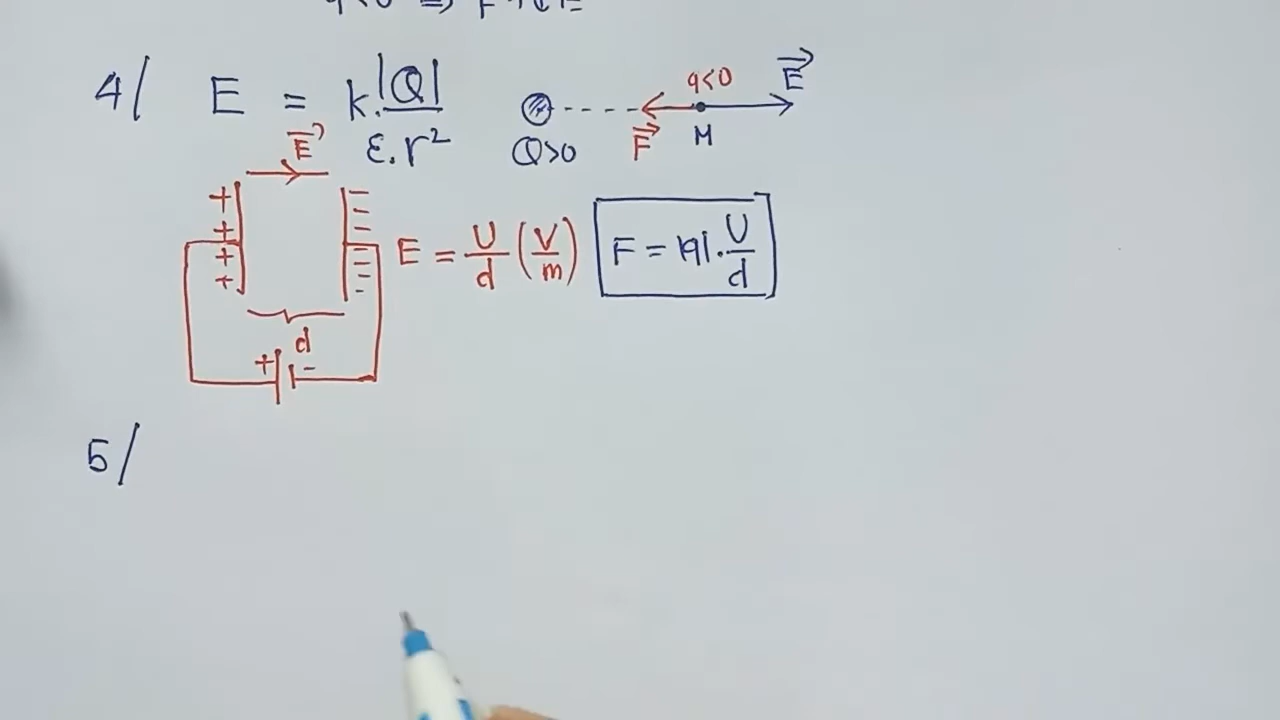 4/ E = k.|Q|/ε.r² Q>0 q<0 F⃗ M E⃗
E⃗
+ + + + − − − − − − E = U/d (V/m) F = |q|.U/d
d
+ -
5/